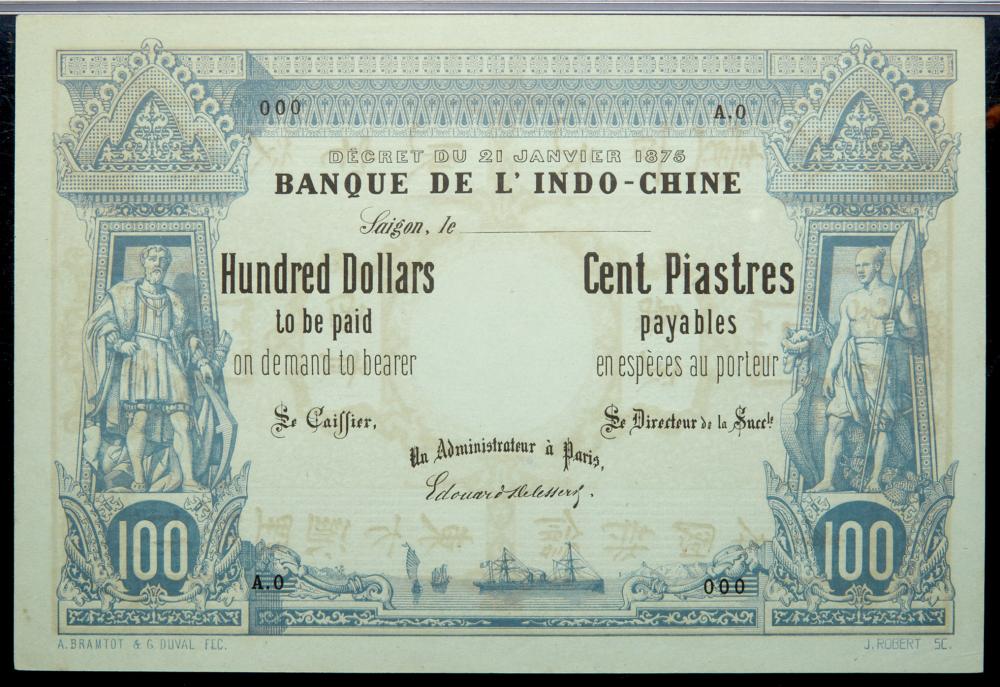 000
A.0
DÉCRET DU 21 JANVIER 1875
BANQUE DE L'INDO-CHINE
Saigon, le
Hundred Dollars
to be paid
on demand to bearer
Cent Piastres
payables
en espèces au porteur
Le Caissier,
Le Directeur de la Succle
Un Administrateur à Paris,
Edouard Delessert.
100
100
A.0
000
A. BRAMTOT & G. DUVAL FEC.
J. ROBERT SC.